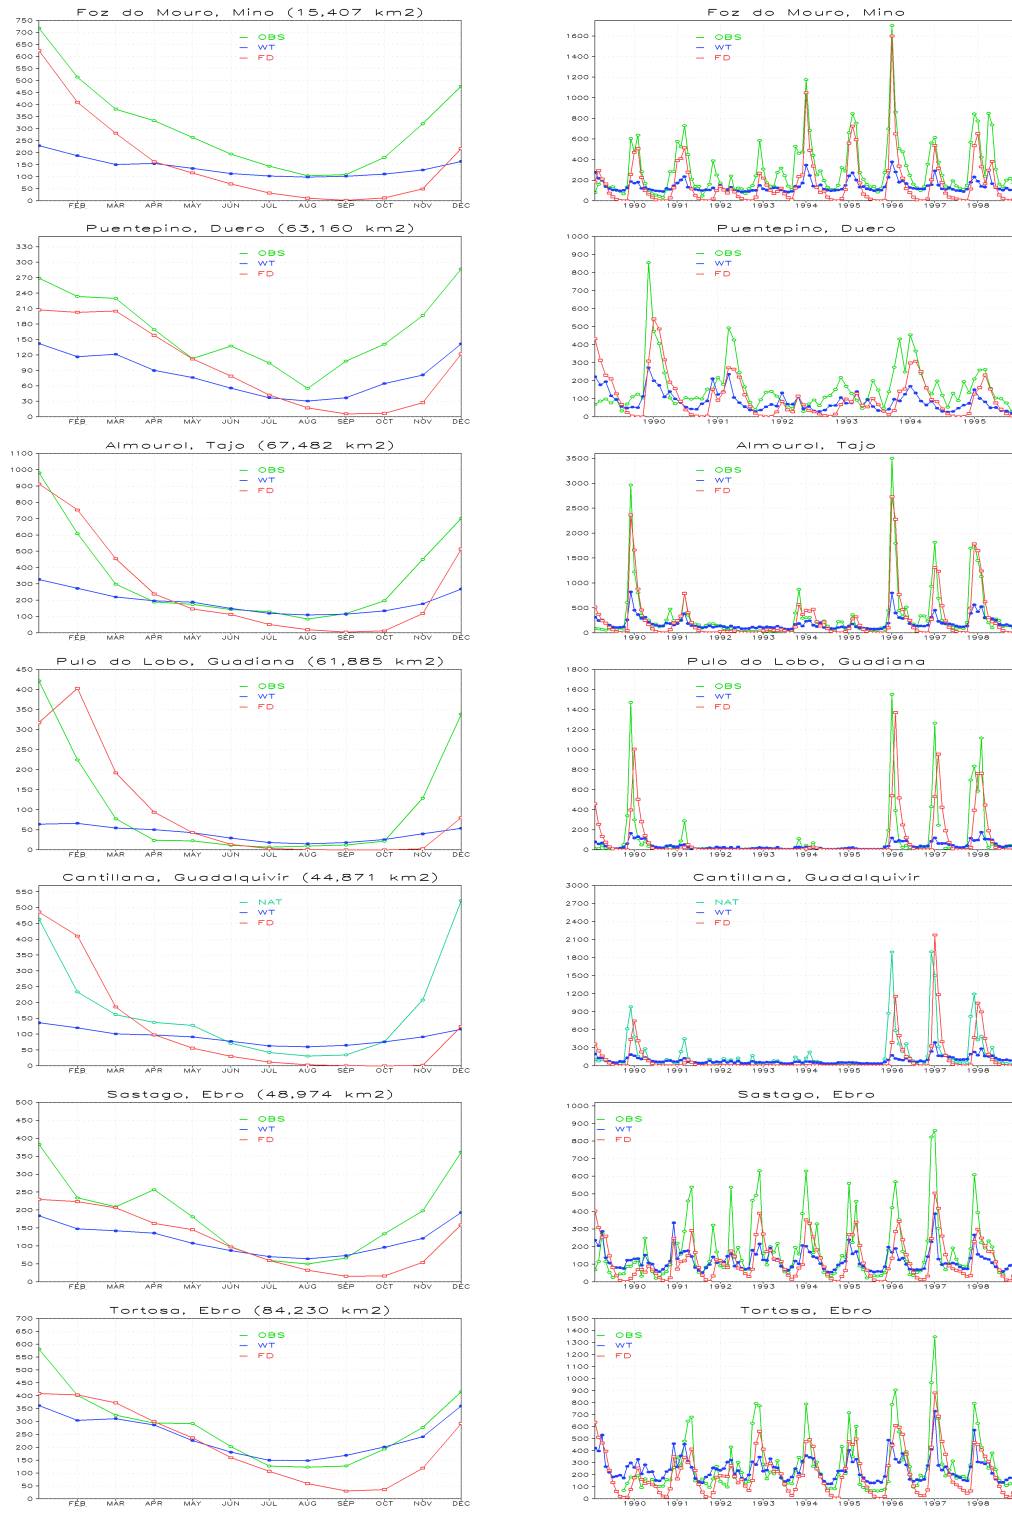 Foz do Mouro, Mino (15,407 km2)
750
700
650
600
550
500
450
400
350
300
250
200
150
100
50
0
OBS
WT
FD
FEB MAR APR MAY JUN JUL AUG SEP OCT NOV DEC
Foz do Mouro, Mino
1600
1400
1200
1000
800
600
400
200
0
OBS
WT
FD
1990 1991 1992 1993 1994 1995 1996 1997 1998
Puentepino, Duero (63,160 km2)
330
300
270
240
210
180
150
120
90
60
30
0
OBS
WT
FD
FEB MAR APR MAY JUN JUL AUG SEP OCT NOV DEC
Puentepino, Duero
1000
900
800
700
600
500
400
300
200
100
0
OBS
WT
FD
1990 1991 1992 1993 1994 1995
Almourol, Tajo (67,482 km2)
1100
1000
900
800
700
600
500
400
300
200
100
0
OBS
WT
FD
FEB MAR APR MAY JUN JUL AUG SEP OCT NOV DEC
Almourol, Tajo
3500
3000
2500
2000
1500
1000
500
0
OBS
WT
FD
1990 1991 1992 1993 1994 1995 1996 1997 1998
Pulo do Lobo, Guadiana (61,885 km2)
450
400
350
300
250
200
150
100
50
0
OBS
WT
FD
FEB MAR APR MAY JUN JUL AUG SEP OCT NOV DEC
Pulo do Lobo, Guadiana
1800
1600
1400
1200
1000
800
600
400
200
0
OBS
WT
FD
1990 1991 1992 1993 1994 1995 1996 1997 1998
Cantillana, Guadalquivir (44,871 km2)
550
500
450
400
350
300
250
200
150
100
50
0
NAT
WT
FD
FEB MAR APR MAY JUN JUL AUG SEP OCT NOV DEC
Cantillana, Guadalquivir
3000
2700
2400
2100
1800
1500
1200
900
600
300
0
NAT
WT
FD
1990 1991 1992 1993 1994 1995 1996 1997 1998
Sastago, Ebro (48,974 km2)
500
450
400
350
300
250
200
150
100
50
0
OBS
WT
FD
FEB MAR APR MAY JUN JUL AUG SEP OCT NOV DEC
Sastago, Ebro
1000
900
800
700
600
500
400
300
200
100
0
OBS
WT
FD
1990 1991 1992 1993 1994 1995 1996 1997 1998
Tortosa, Ebro (84,230 km2)
700
650
600
550
500
450
400
350
300
250
200
150
100
50
0
OBS
WT
FD
FEB MAR APR MAY JUN JUL AUG SEP OCT NOV DEC
Tortosa, Ebro
1500
1400
1300
1200
1100
1000
900
800
700
600
500
400
300
200
100
0
OBS
WT
FD
1990 1991 1992 1993 1994 1995 1996 1997 1998